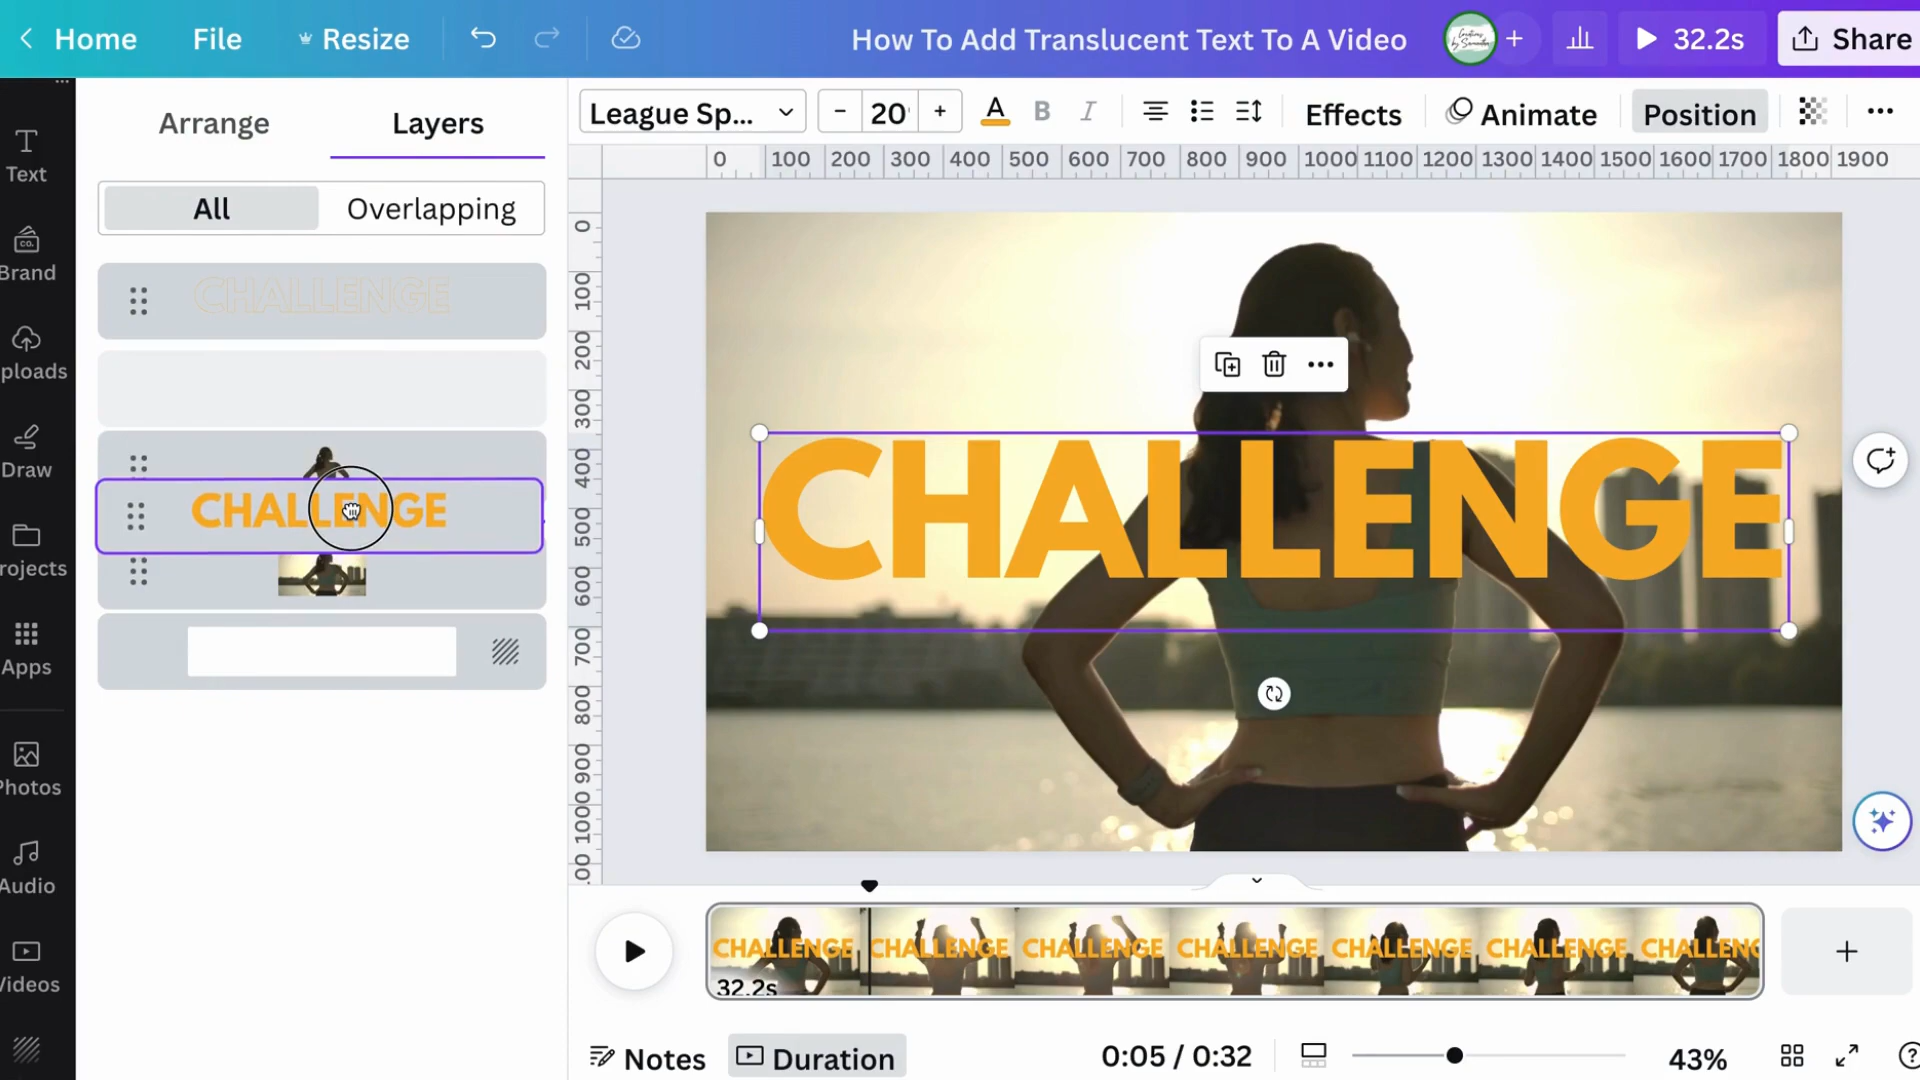 Home File Resize How To Add Translucent Text To A Video 32.2s Share
Arrange Layers
League Sp... - 20 + A B I Effects Animate Position
All Overlapping
0 100 200 300 400 500 600 700 800 900 1000 1100 1200 1300 1400 1500 1600 1700 1800 1900
0 100 200 300 400 500 600 700 800 900 1000
Text
CO.
Brand
ploads
Draw
rojects
Apps
Photos
Audio
Videos
CHALLENGE
CHALLENGE
CHALLENGE
CHALLENGE CHALLENGE CHALLENGE CHALLENGE CHALLENGE CHALLENGE CHALLENG
32.2s
Notes Duration 0:05 / 0:32 43% ?